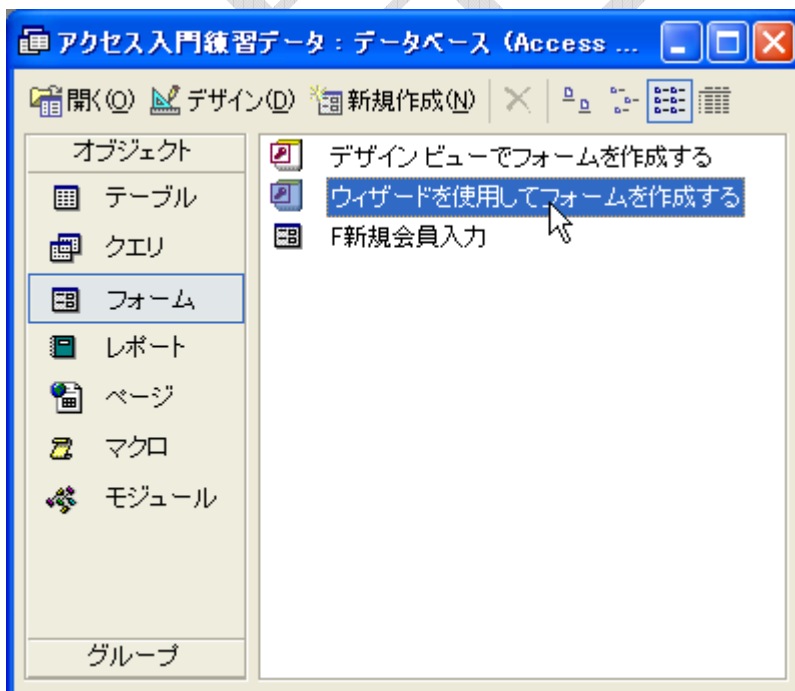 アクセス入門練習データ : データベース (Access ...
開く(O) デザイン(D) 新規作成(N)
オブジェクト
テーブル
クエリ
フォーム
レポート
ページ
マクロ
モジュール
グループ
デザイン ビューでフォームを作成する
ウィザードを使用してフォームを作成する
F新規会員入力